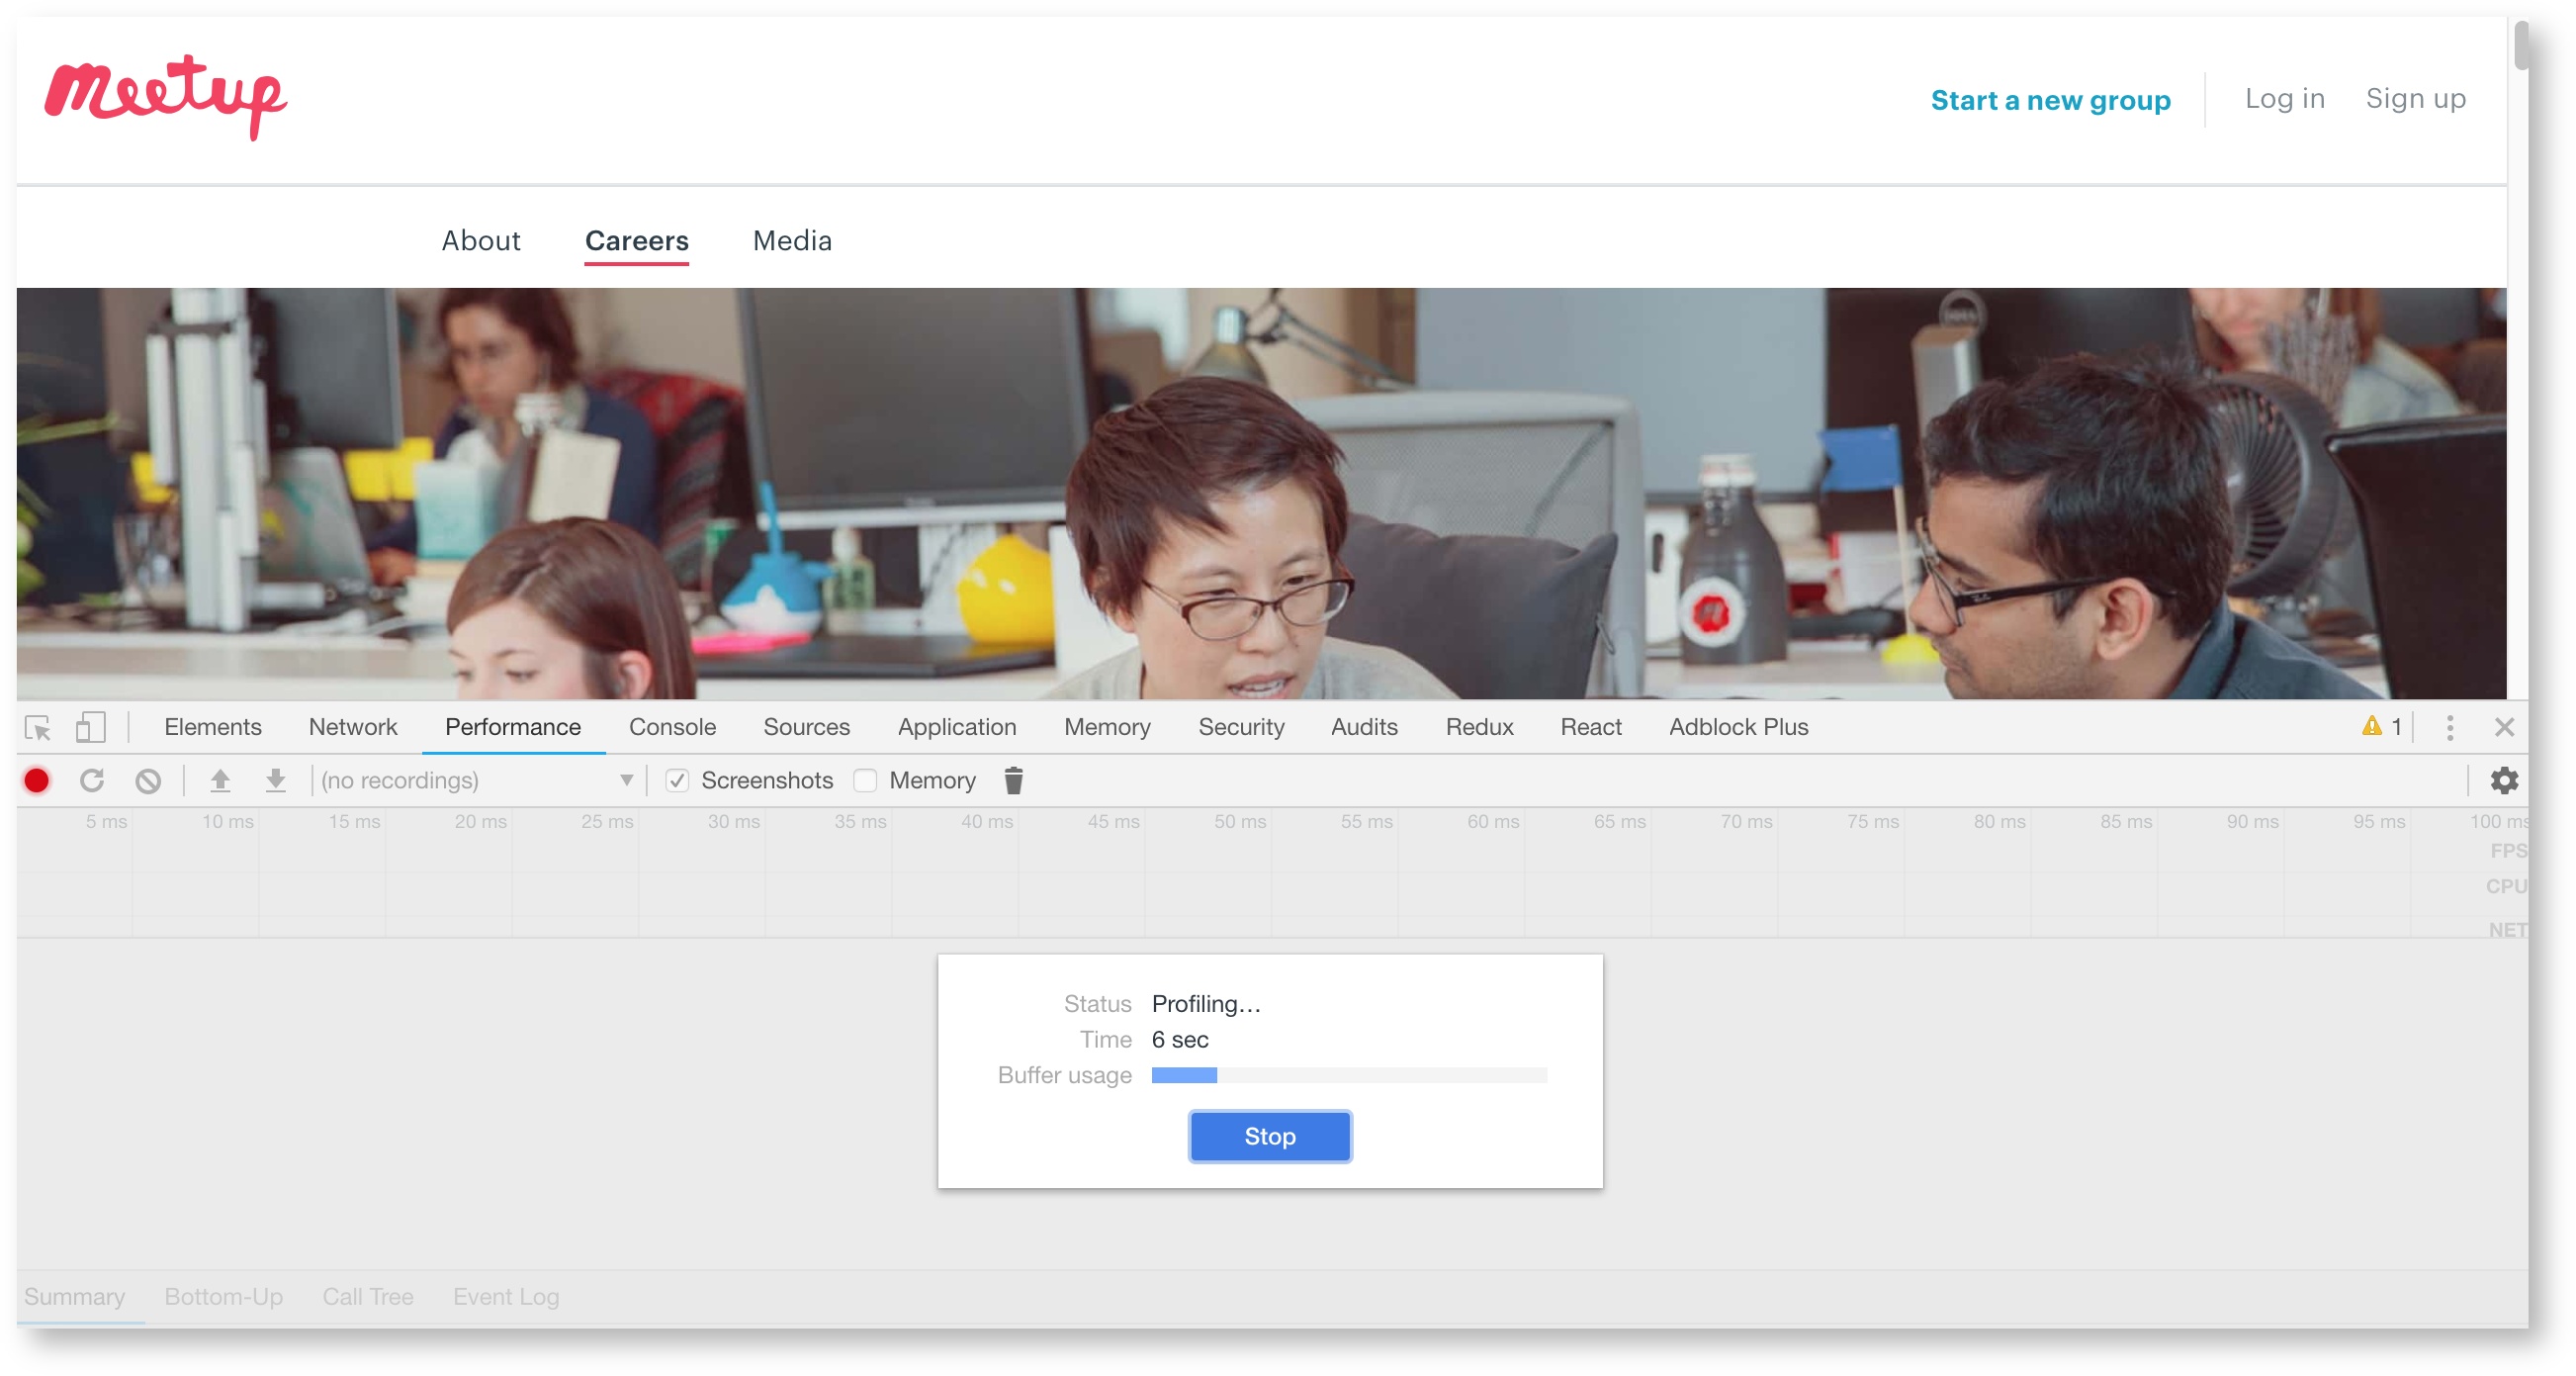 meetup
Start a new group Log in Sign up
About Careers Media
Elements Network Performance Console Sources Application Memory Security Audits Redux React Adblock Plus 1
(no recordings) Screenshots Memory
5 ms 10 ms 15 ms 20 ms 25 ms 30 ms 35 ms 40 ms 45 ms 50 ms 55 ms 60 ms 65 ms 70 ms 75 ms 80 ms 85 ms 90 ms 95 ms 100 ms
FPS
CPU
NET
Status Profiling…
Time 6 sec
Buffer usage
Stop
Summary Bottom-Up Call Tree Event Log